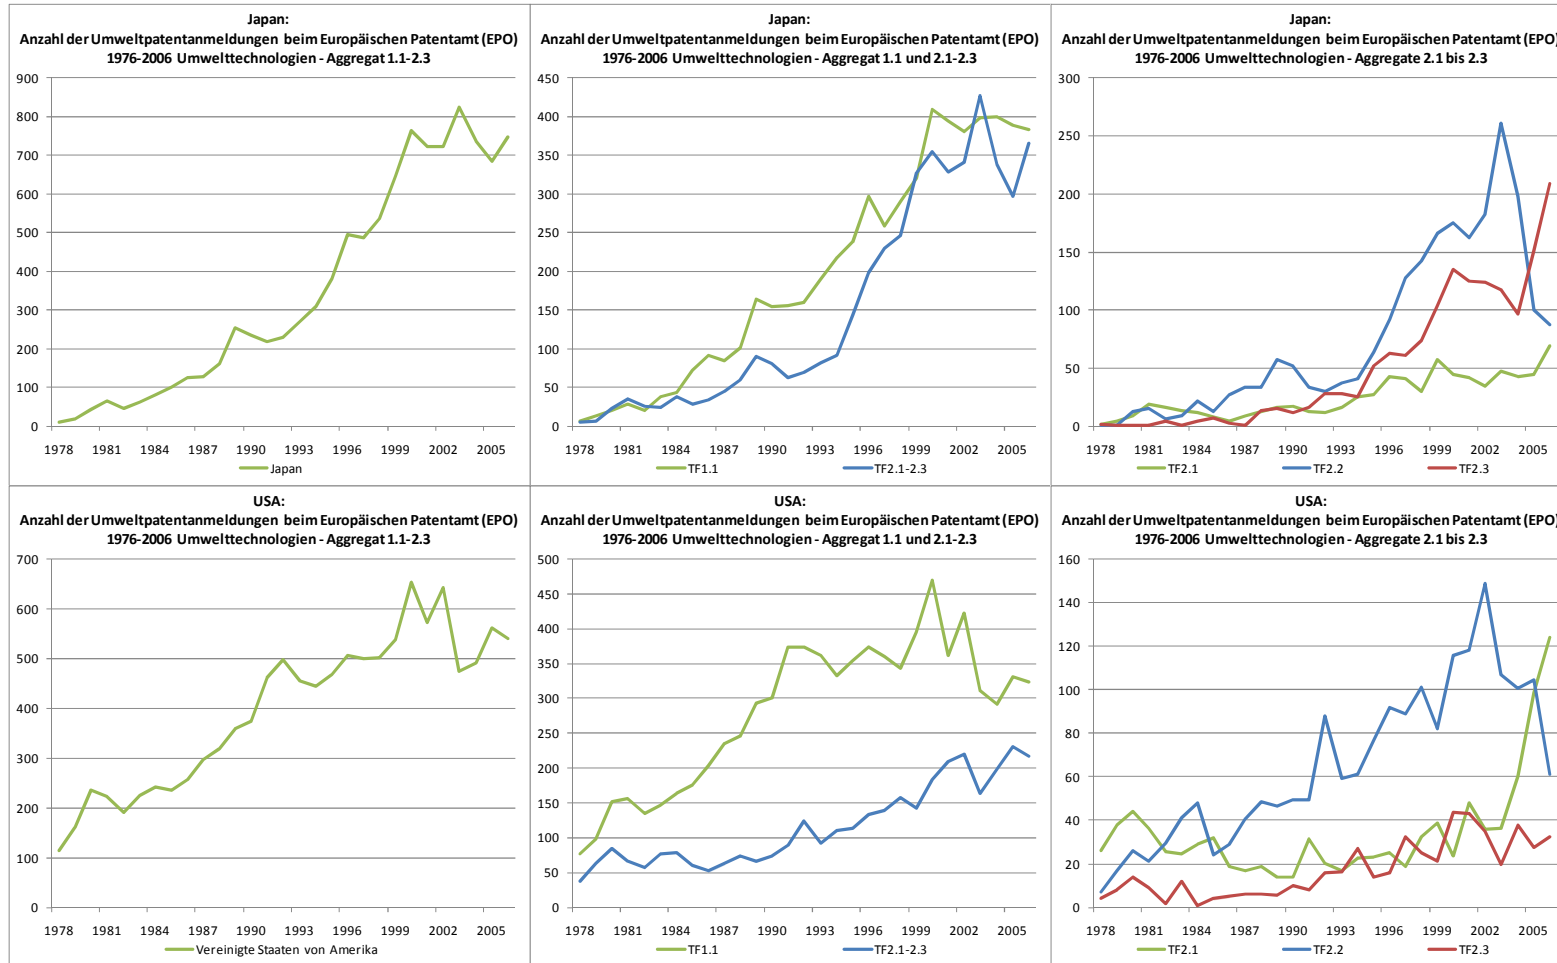 Japan:
Anzahl der Umweltpatentanmeldungen beim Europäischen Patentamt (EPO)
1976-2006 Umwelttechnologien - Aggregat 1.1-2.3
900
800
700
600
500
400
300
200
100
0
1978 1981 1984 1987 1990 1993 1996 1999 2002 2005
Japan
Japan:
Anzahl der Umweltpatentanmeldungen beim Europäischen Patentamt (EPO)
1976-2006 Umwelttechnologien - Aggregat 1.1 und 2.1-2.3
450
400
350
300
250
200
150
100
50
0
1978 1981 1984 1987 1990 1993 1996 1999 2002 2005
TF1.1 TF2.1-2.3
Japan:
Anzahl der Umweltpatentanmeldungen beim Europäischen Patentamt (EPO)
1976-2006 Umwelttechnologien - Aggregate 2.1 bis 2.3
300
250
200
150
100
50
0
1978 1981 1984 1987 1990 1993 1996 1999 2002 2005
TF2.1 TF2.2 TF2.3
USA:
Anzahl der Umweltpatentanmeldungen beim Europäischen Patentamt (EPO)
1976-2006 Umwelttechnologien - Aggregat 1.1-2.3
700
600
500
400
300
200
100
0
1978 1981 1984 1987 1990 1993 1996 1999 2002 2005
Vereinigte Staaten von Amerika
USA:
Anzahl der Umweltpatentanmeldungen beim Europäischen Patentamt (EPO)
1976-2006 Umwelttechnologien - Aggregat 1.1 und 2.1-2.3
500
450
400
350
300
250
200
150
100
50
0
1978 1981 1984 1987 1990 1993 1996 1999 2002 2005
TF1.1 TF2.1-2.3
USA:
Anzahl der Umweltpatentanmeldungen beim Europäischen Patentamt (EPO)
1976-2006 Umwelttechnologien - Aggregate 2.1 bis 2.3
160
140
120
100
80
60
40
20
0
1978 1981 1984 1987 1990 1993 1996 1999 2002 2005
TF2.1 TF2.2 TF2.3